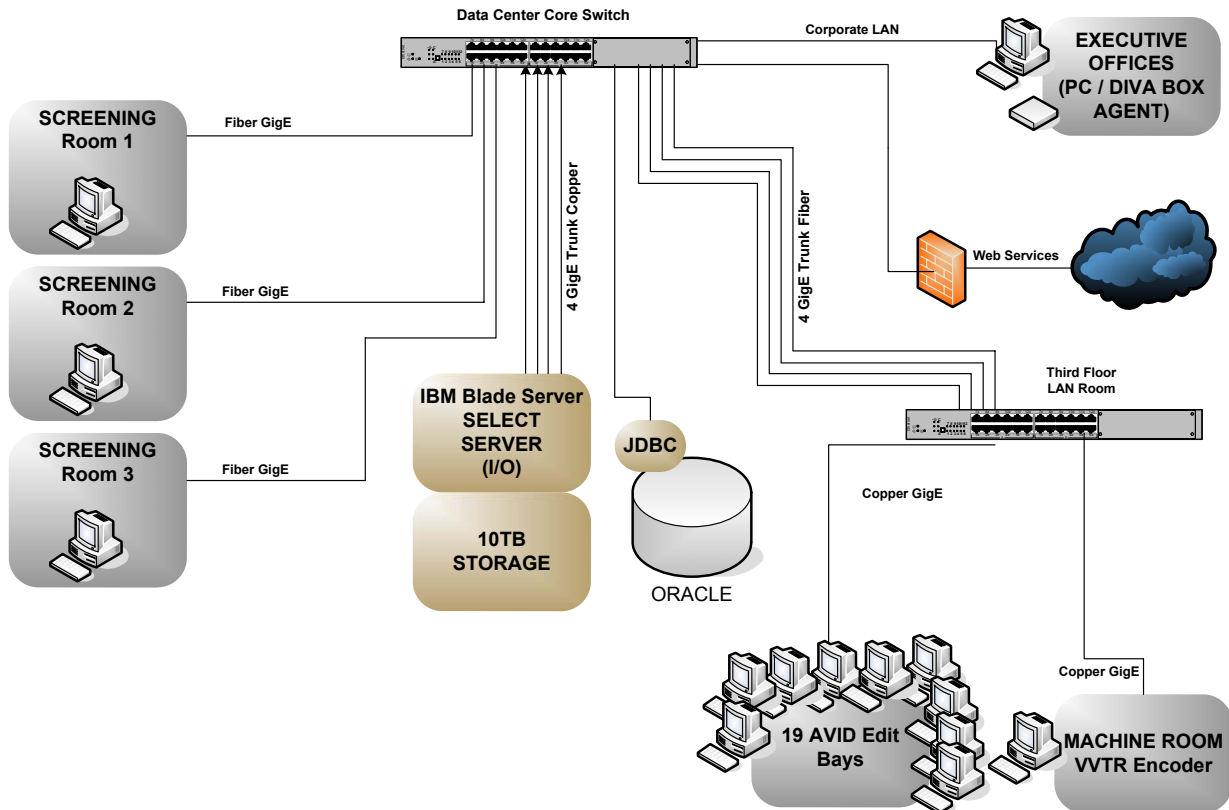 Data Center Core Switch
Corporate LAN
EXECUTIVE
OFFICES
(PC / DIVA BOX
AGENT)
SCREENING
Room 1
Fiber GigE
SCREENING
Room 2
Fiber GigE
SCREENING
Room 3
Fiber GigE
4 GigE Trunk Copper
4 GigE Trunk Fiber
Web Services
IBM Blade Server
SELECT
SERVER
(I/O)
10TB
STORAGE
JDBC
ORACLE
Third Floor
LAN Room
Copper GigE
Copper GigE
19 AVID Edit
Bays
MACHINE ROOM
VVTR Encoder